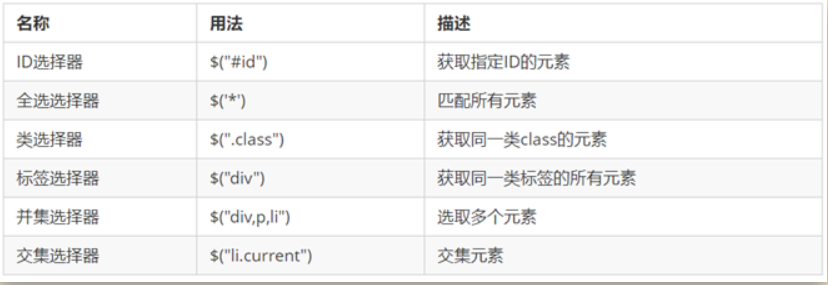 名称 用法 描述
ID选择器 $("#id") 获取指定ID的元素
全选选择器 $('*') 匹配所有元素
类选择器 $(".class") 获取同一类class的元素
标签选择器 $("div") 获取同一类标签的所有元素
并集选择器 $("div,p,li") 选取多个元素
交集选择器 $("li.current") 交集元素